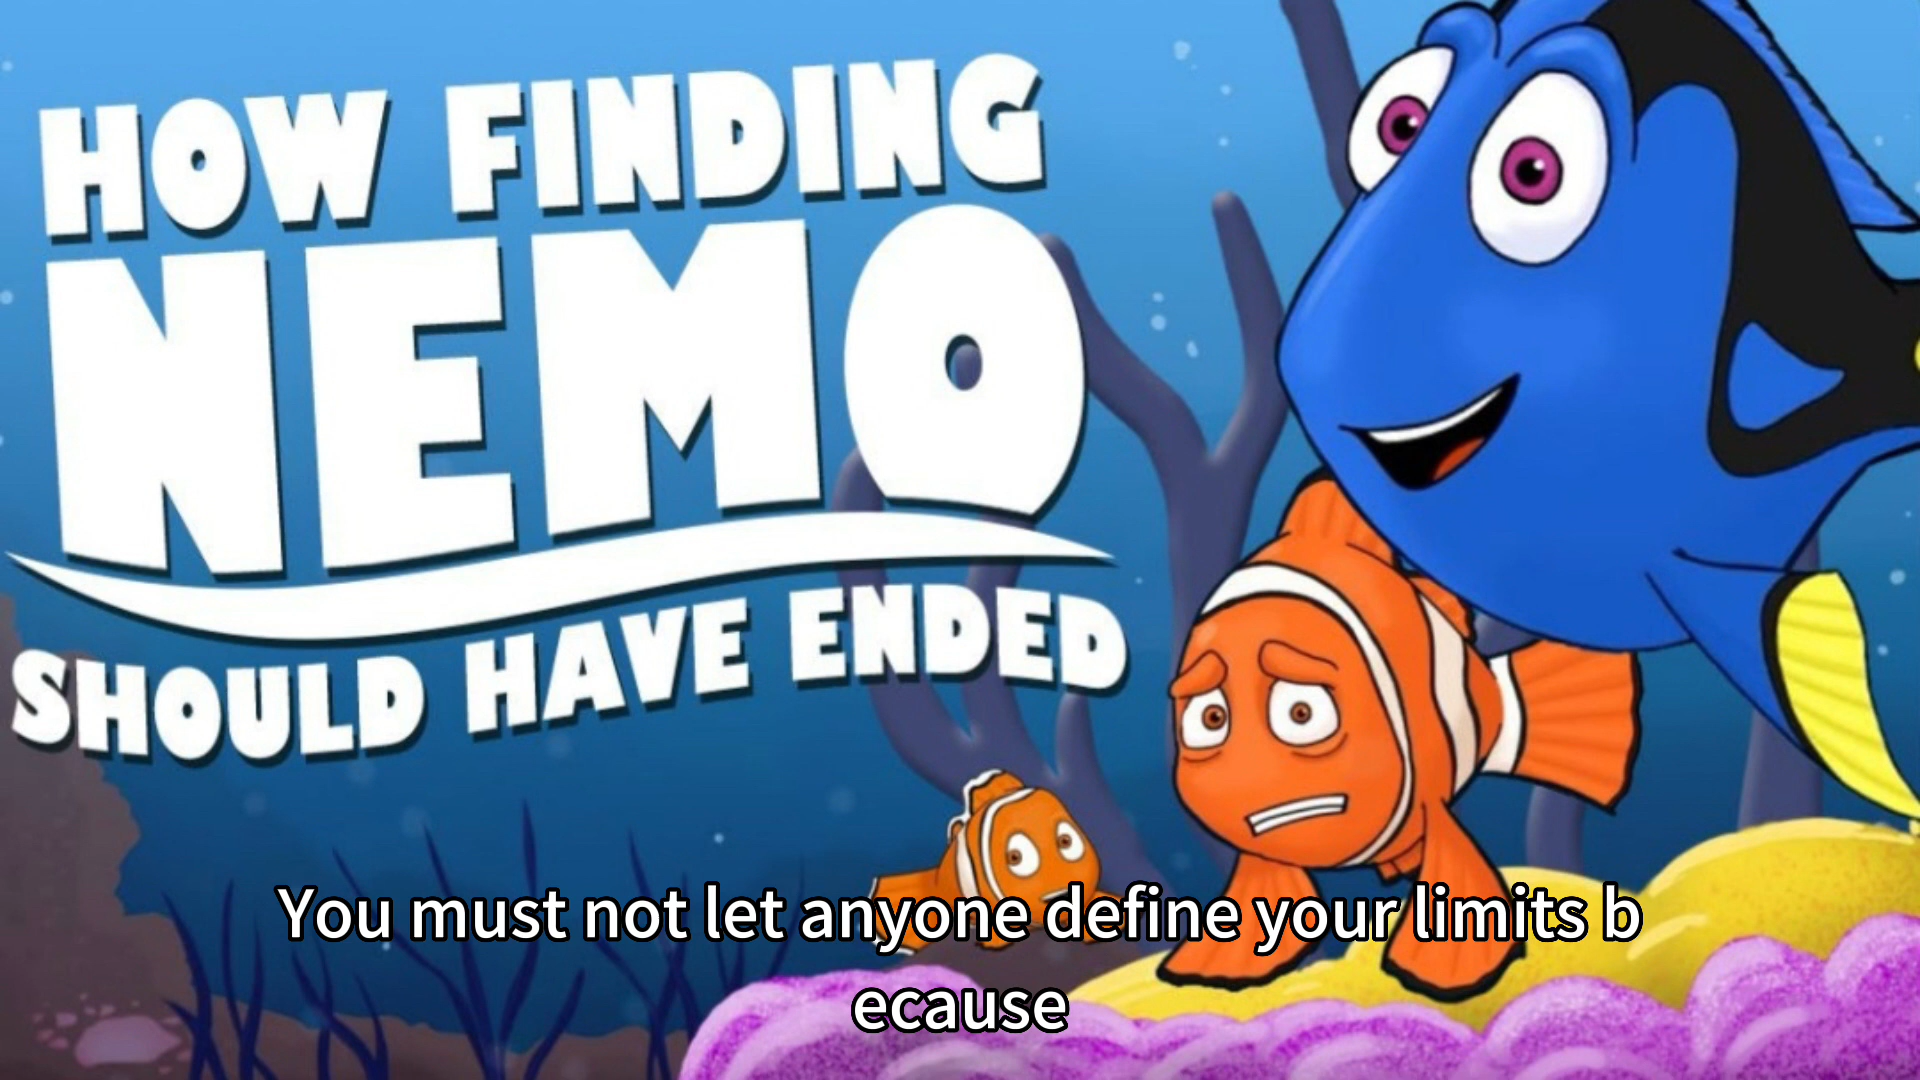 HOW FINDING
NEMO
SHOULD HAVE ENDED
You must not let anyone define your limits b
ecause